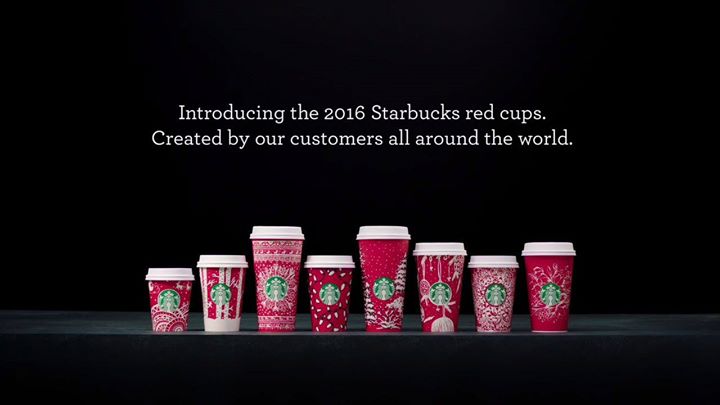 Introducing the 2016 Starbucks red cups.
Created by our customers all around the world.